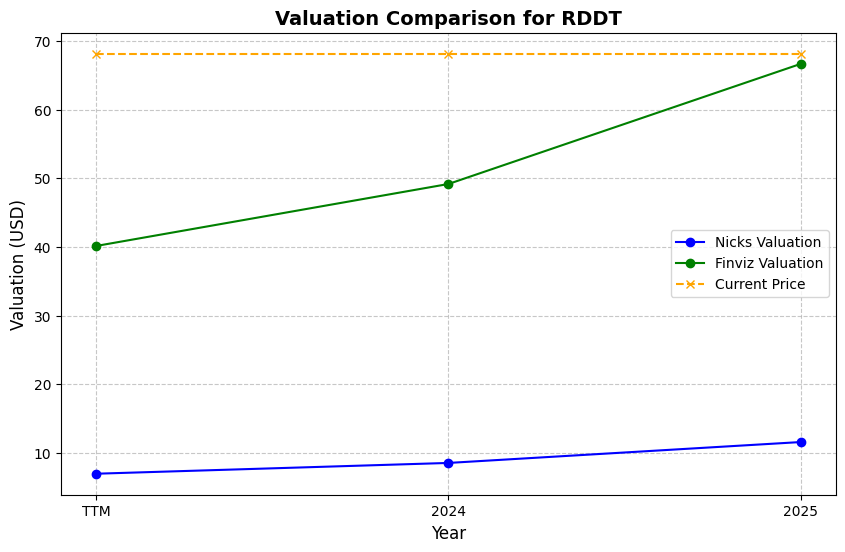 Valuation Comparison for RDDT
Valuation (USD)
70
60
50
40
30
20
10
Nicks Valuation
Finviz Valuation
Current Price
TTM
2024
2025
Year